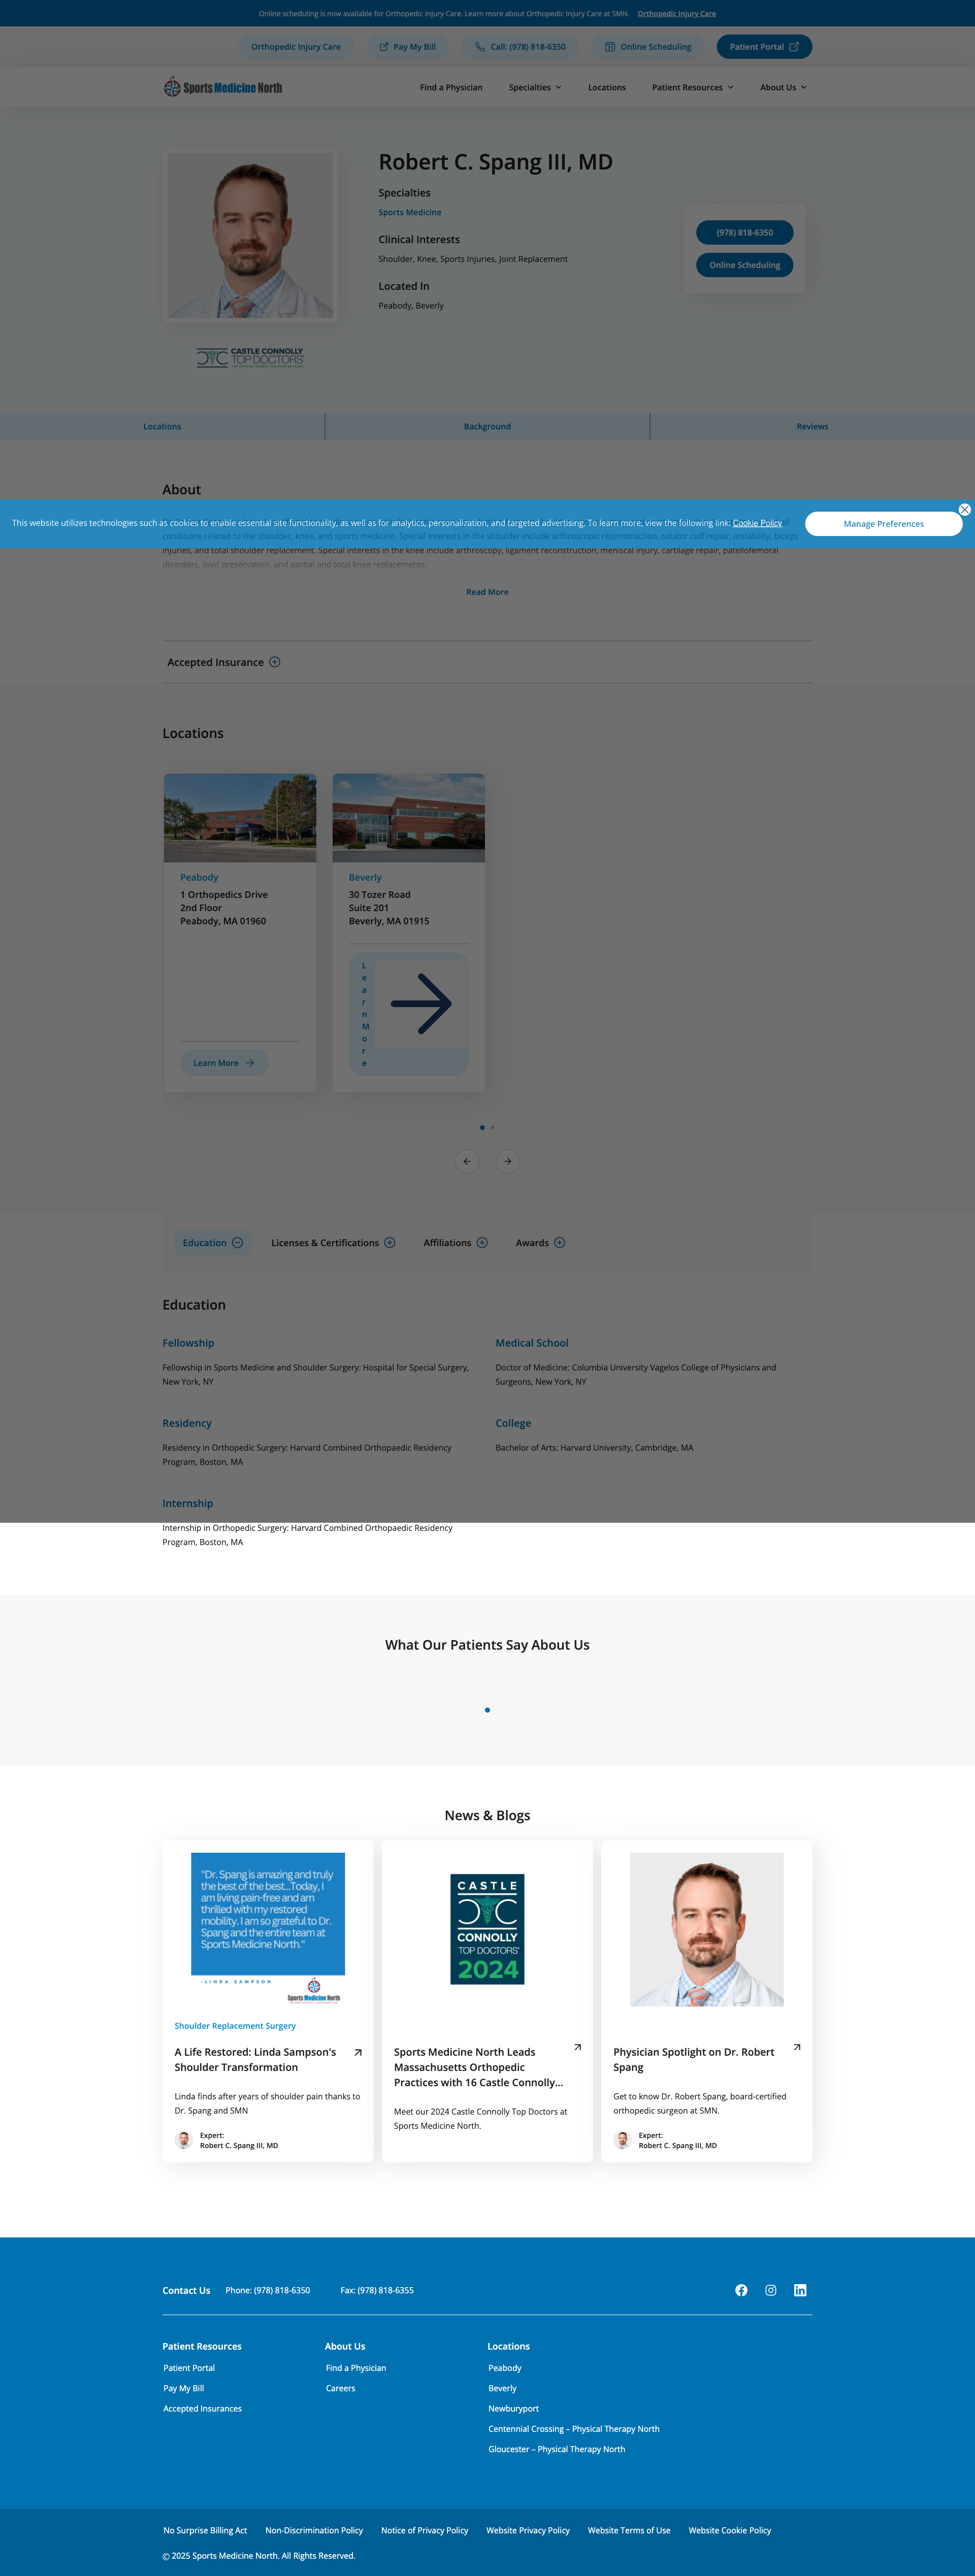 Online scheduling is now available for Orthopedic Injury Care. Learn more about Orthopedic Injury Care at SMN. Orthopedic Injury Care
Orthopedic Injury Care
Pay My Bill
Call: (978) 818-6350
Online Scheduling
Patient Portal
Sports Medicine North
Find a Physician
Specialties
Locations
Patient Resources
About Us
Robert C. Spang III, MD
Specialties
Sports Medicine
Clinical Interests
Shoulder, Knee, Sports Injuries, Joint Replacement
Located In
Peabody, Beverly
(978) 818-6350
Online Scheduling
CASTLE CONNOLLY
TOP DOCTORS
Locations
Background
Reviews
About
This website utilizes technologies such as cookies to enable essential site functionality, as well as for analytics, personalization, and targeted advertising. To learn more, view the following link: Cookie Policy
Manage Preferences
conditions related to the shoulder, knee, and sports medicine. Special interests in the shoulder include arthroscopic reconstruction, rotator cuff repair, instability, biceps
injuries, and total shoulder replacement. Special interests in the knee include arthroscopy, ligament reconstruction, meniscal injury, cartilage repair, patellofemoral
disorders, joint preservation, and partial and total knee replacements.
Read More
Accepted Insurance
Locations
Peabody
1 Orthopedics Drive
2nd Floor
Peabody, MA 01960
Learn More
Beverly
30 Tozer Road
Suite 201
Beverly, MA 01915
Learn More
Education
Licenses & Certifications
Affiliations
Awards
Education
Fellowship
Fellowship in Sports Medicine and Shoulder Surgery: Hospital for Special Surgery,
New York, NY
Medical School
Doctor of Medicine: Columbia University Vagelos College of Physicians and
Surgeons, New York, NY
Residency
Residency in Orthopedic Surgery: Harvard Combined Orthopaedic Residency
Program, Boston, MA
College
Bachelor of Arts: Harvard University, Cambridge, MA
Internship
Internship in Orthopedic Surgery: Harvard Combined Orthopaedic Residency
Program, Boston, MA
What Our Patients Say About Us
News & Blogs
"Dr. Spang is amazing and truly
the best of the best...Today, I
am living pain-free and am
thrilled with my restored
mobility. I am so grateful to Dr.
Spang and the entire team at
Sports Medicine North."
-LINDA SAMPSON
Sports Medicine North
Shoulder Replacement Surgery
A Life Restored: Linda Sampson's
Shoulder Transformation
Linda finds after years of shoulder pain thanks to
Dr. Spang and SMN
Expert:
Robert C. Spang III, MD
CASTLE
CONNOLLY
TOP DOCTORS
2024
Sports Medicine North Leads
Massachusetts Orthopedic
Practices with 16 Castle Connolly...
Meet our 2024 Castle Connolly Top Doctors at
Sports Medicine North.
Physician Spotlight on Dr. Robert
Spang
Get to know Dr. Robert Spang, board-certified
orthopedic surgeon at SMN.
Expert:
Robert C. Spang III, MD
Contact Us
Phone: (978) 818-6350
Fax: (978) 818-6355
Patient Resources
Patient Portal
Pay My Bill
Accepted Insurances
About Us
Find a Physician
Careers
Locations
Peabody
Beverly
Newburyport
Centennial Crossing – Physical Therapy North
Gloucester – Physical Therapy North
No Surprise Billing Act
Non-Discrimination Policy
Notice of Privacy Policy
Website Privacy Policy
Website Terms of Use
Website Cookie Policy
© 2025 Sports Medicine North. All Rights Reserved.